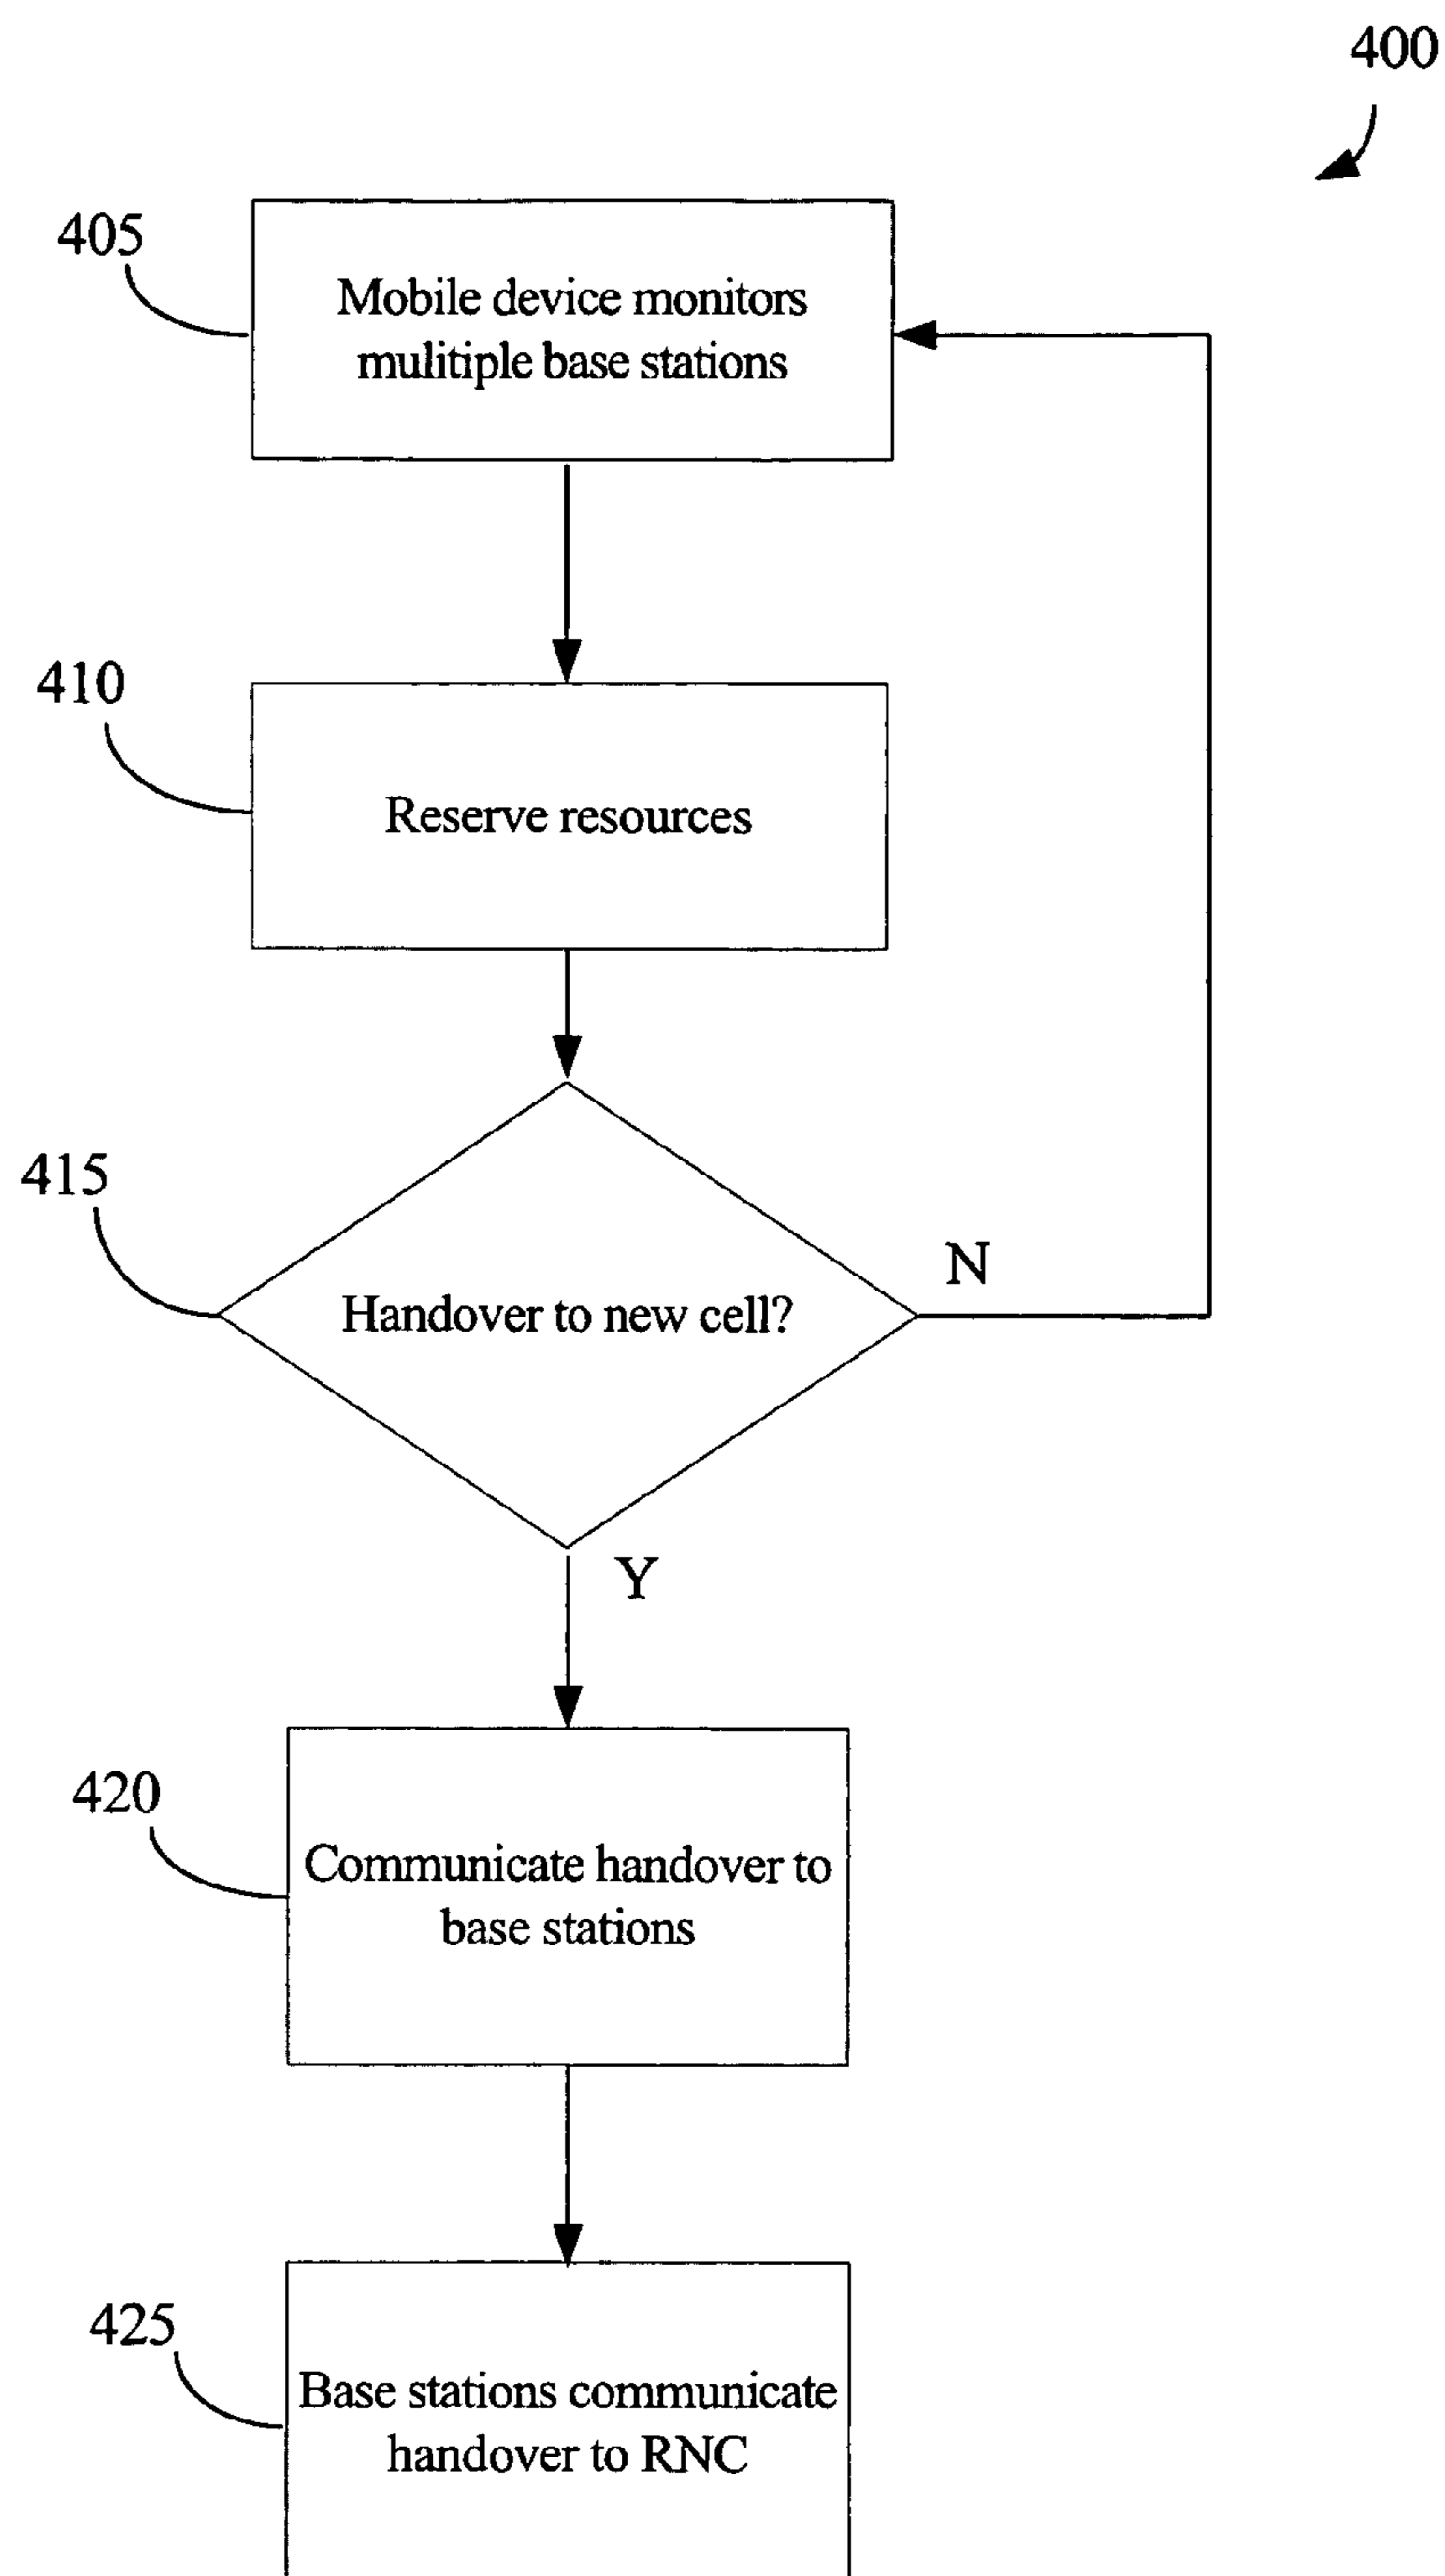 400
405
Mobile device monitors
mulitiple base stations
410
Reserve resources
415
Handover to new cell?
N
Y
420
Communicate handover to
base stations
425
Base stations communicate
handover to RNC